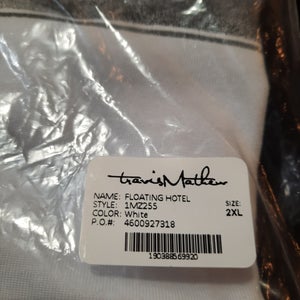 TravisMathew
NAME: FLOATING HOTEL
STYLE: 1MZ255
COLOR: White
P.O.#: 4600927318
SIZE:
2XL
190388569920